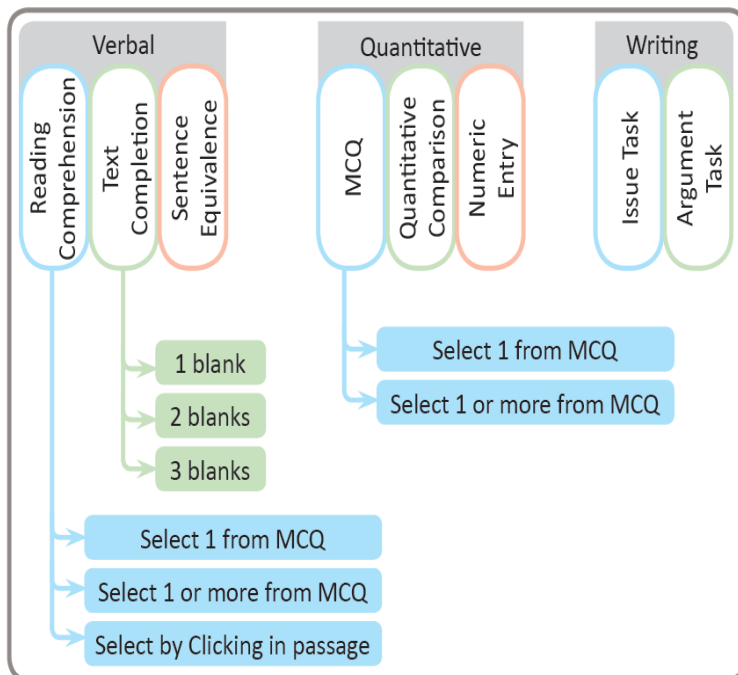 Verbal
Reading
Comprehension
Text
Completion
Sentence
Equivalence
Quantitative
MCQ
Quantitative
Comparison
Numeric
Entry
Writing
Issue Task
Argument
Task
1 blank
2 blanks
3 blanks
Select 1 from MCQ
Select 1 or more from MCQ
Select by Clicking in passage
Select 1 from MCQ
Select 1 or more from MCQ